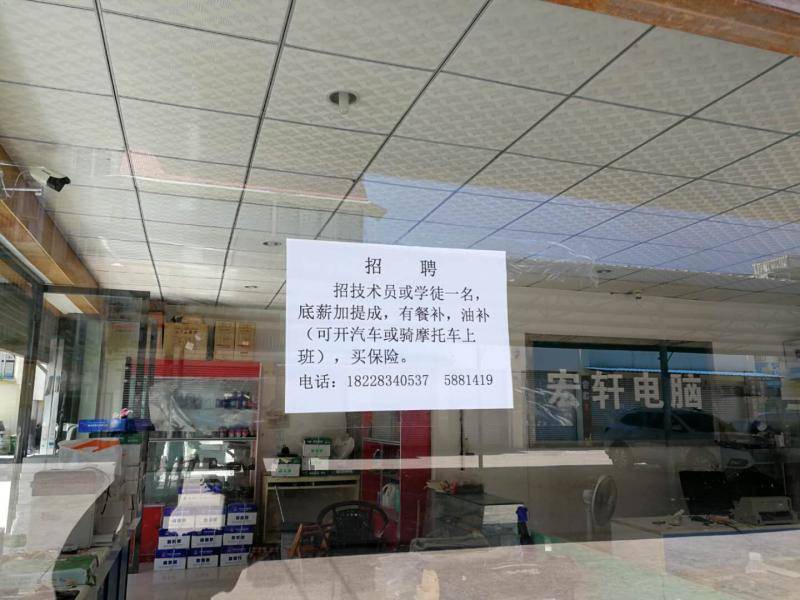 招 聘
招技术员或学徒一名，
底薪加提成，有餐补，油补
（可开汽车或骑摩托车上
班），买保险。
电话：18228340537 5881419
宏轩电脑